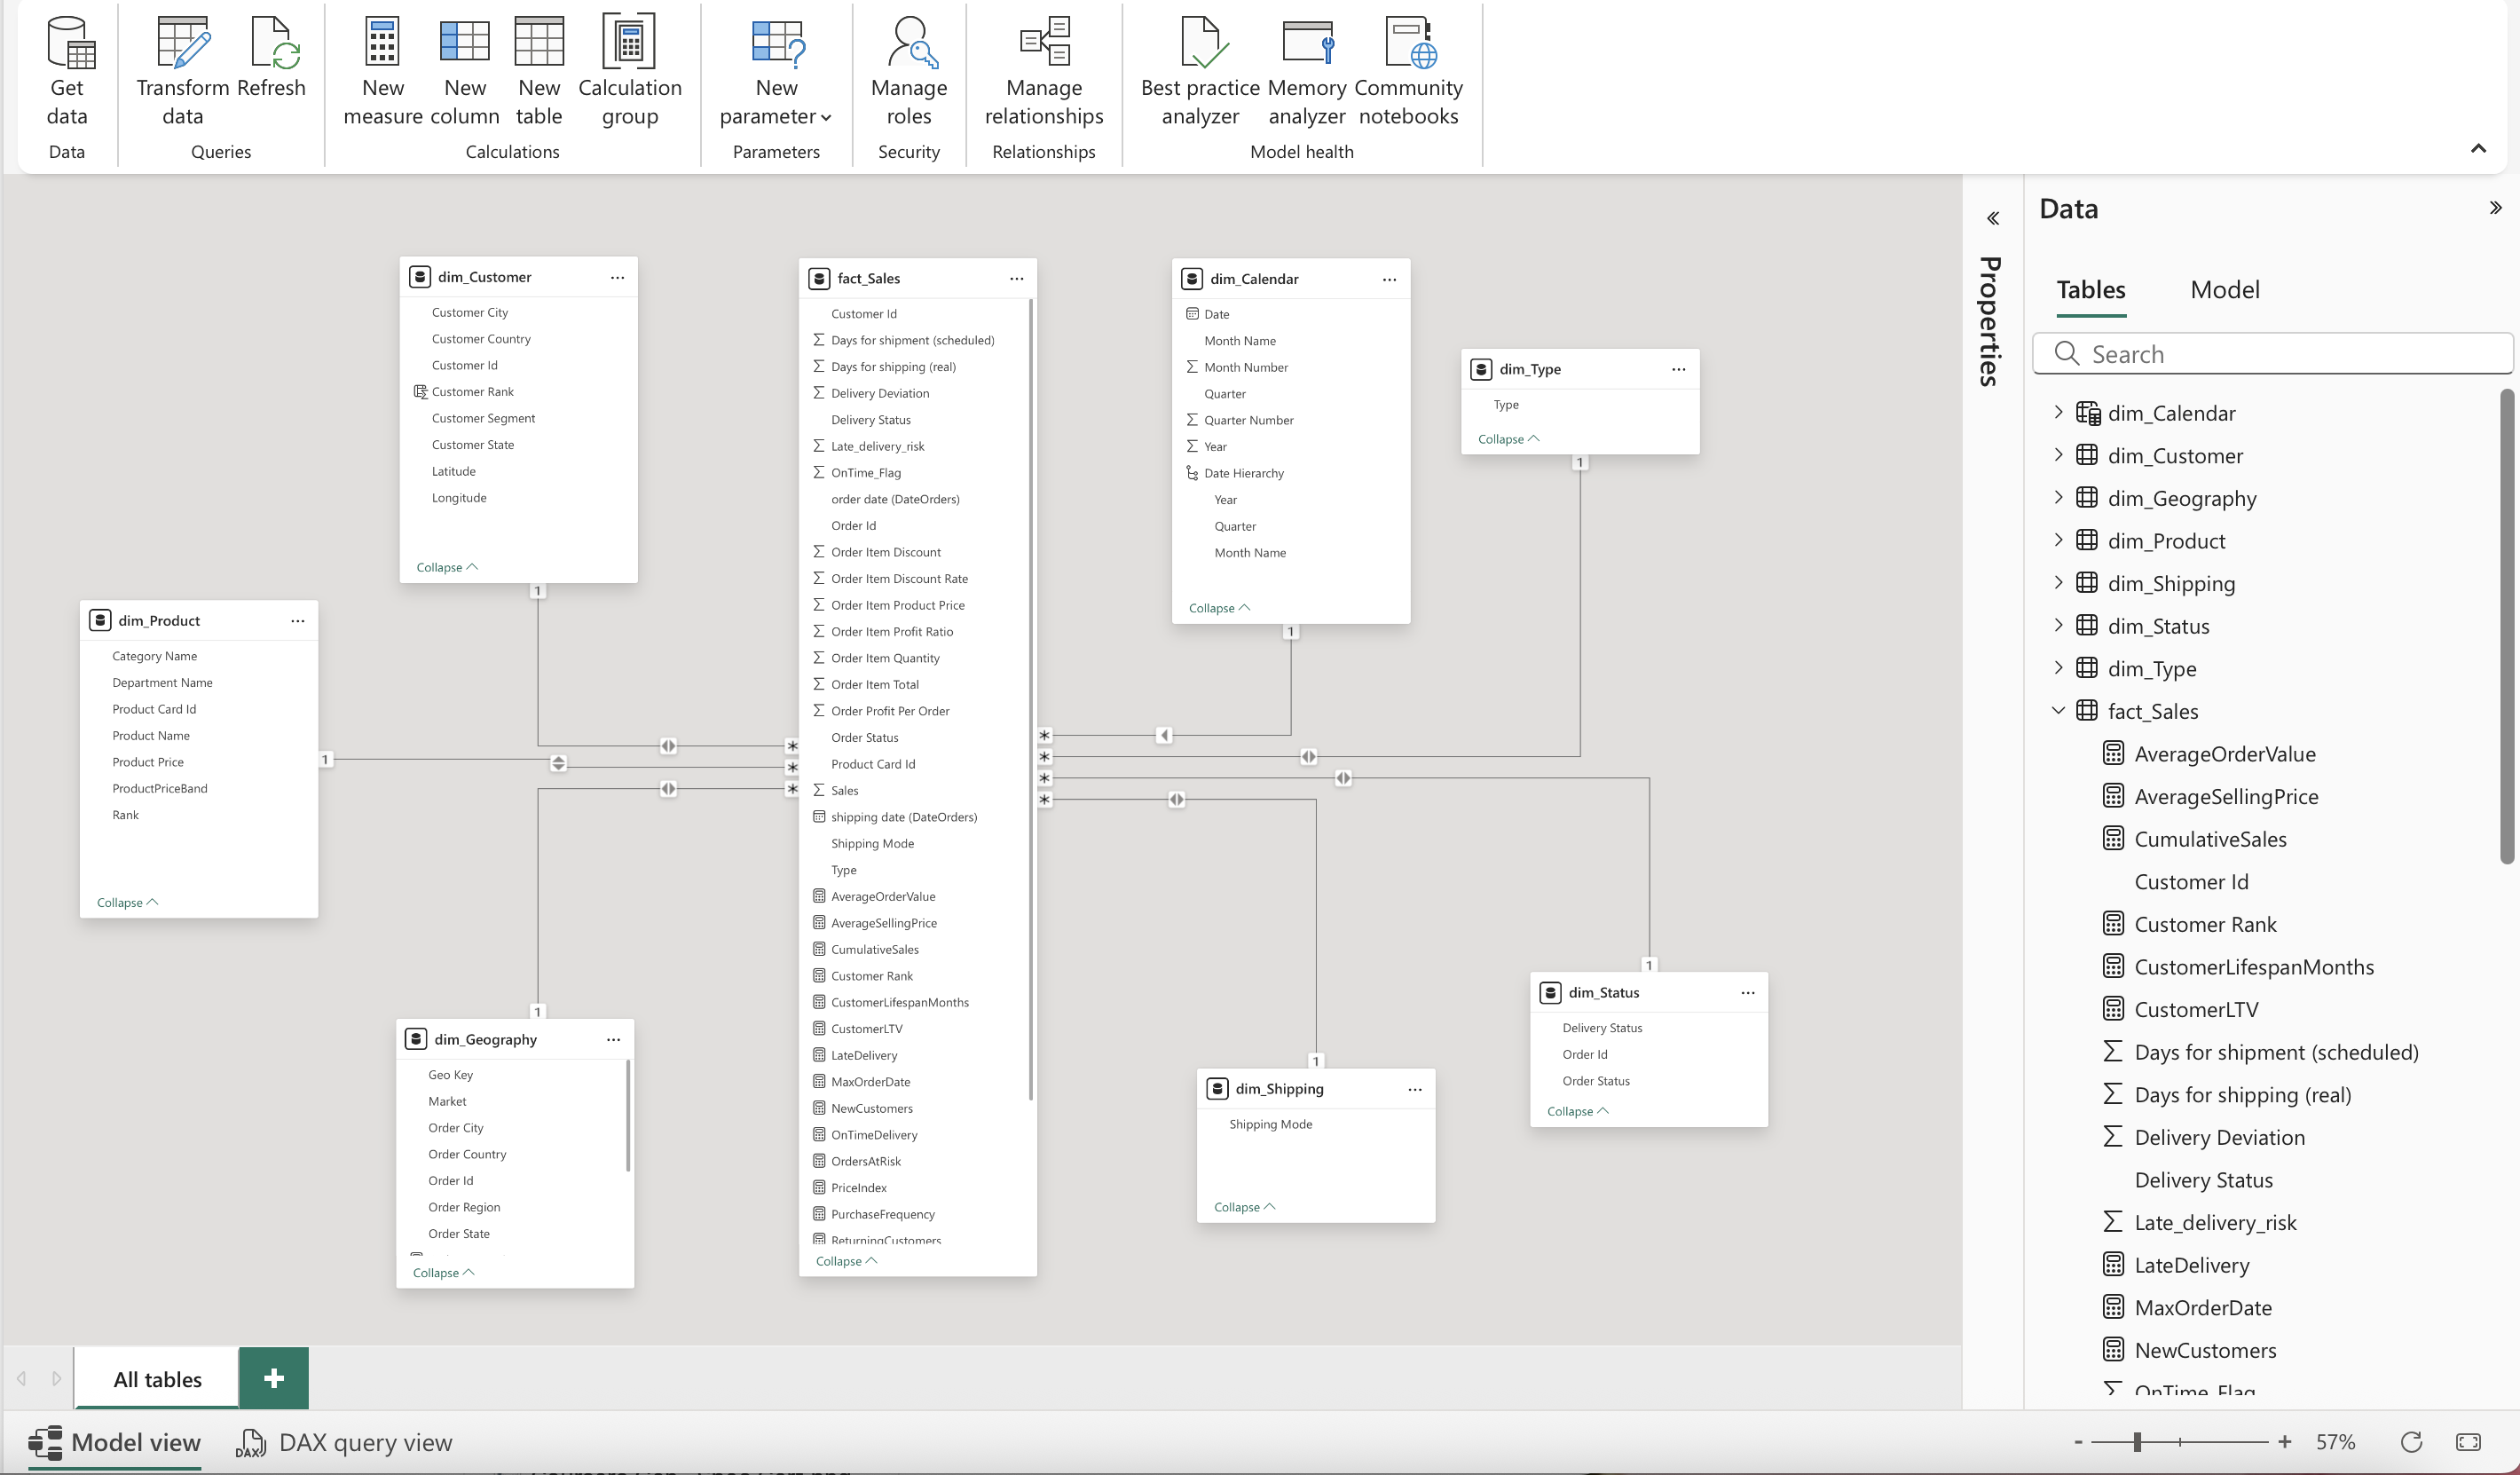 Get data
Transform data
Refresh
New measure
New column
New table
Calculation group
New parameter
Manage roles
Manage relationships
Best practice analyzer
Memory analyzer
Community notebooks
Data
Queries
Calculations
Parameters
Security
Relationships
Model health
dim_Customer
Customer City
Customer Country
Customer Id
Customer Rank
Customer Segment
Customer State
Latitude
Longitude
Collapse
1
dim_Product
Category Name
Department Name
Product Card Id
Product Name
Product Price
ProductPriceBand
Rank
Collapse
1
dim_Geography
Geo Key
Market
Order City
Order Country
Order Id
Order Region
Order State
Collapse
1
fact_Sales
Customer Id
Days for shipment (scheduled)
Days for shipping (real)
Delivery Deviation
Delivery Status
Late_delivery_risk
OnTime_Flag
order date (DateOrders)
Order Id
Order Item Discount
Order Item Discount Rate
Order Item Product Price
Order Item Profit Ratio
Order Item Quantity
Order Item Total
Order Profit Per Order
Order Status
Product Card Id
Sales
shipping date (DateOrders)
Shipping Mode
Type
AverageOrderValue
AverageSellingPrice
CumulativeSales
Customer Rank
CustomerLifespanMonths
CustomerLTV
LateDelivery
MaxOrderDate
NewCustomers
OnTimeDelivery
OrdersAtRisk
PriceIndex
PurchaseFrequency
ReturningCustomers
Collapse
dim_Calendar
Date
Month Name
Month Number
Quarter
Quarter Number
Year
Date Hierarchy
Year
Quarter
Month Name
Collapse
1
dim_Type
Type
Collapse
1
dim_Status
Delivery Status
Order Id
Order Status
Collapse
1
dim_Shipping
Shipping Mode
Collapse
1
Properties
Data
Tables
Model
Search
dim_Calendar
dim_Customer
dim_Geography
dim_Product
dim_Shipping
dim_Status
dim_Type
fact_Sales
AverageOrderValue
AverageSellingPrice
CumulativeSales
Customer Id
Customer Rank
CustomerLifespanMonths
CustomerLTV
Days for shipment (scheduled)
Days for shipping (real)
Delivery Deviation
Delivery Status
Late_delivery_risk
LateDelivery
MaxOrderDate
NewCustomers
OnTime_Flag
All tables
+
Model view
DAX query view
- + 57%